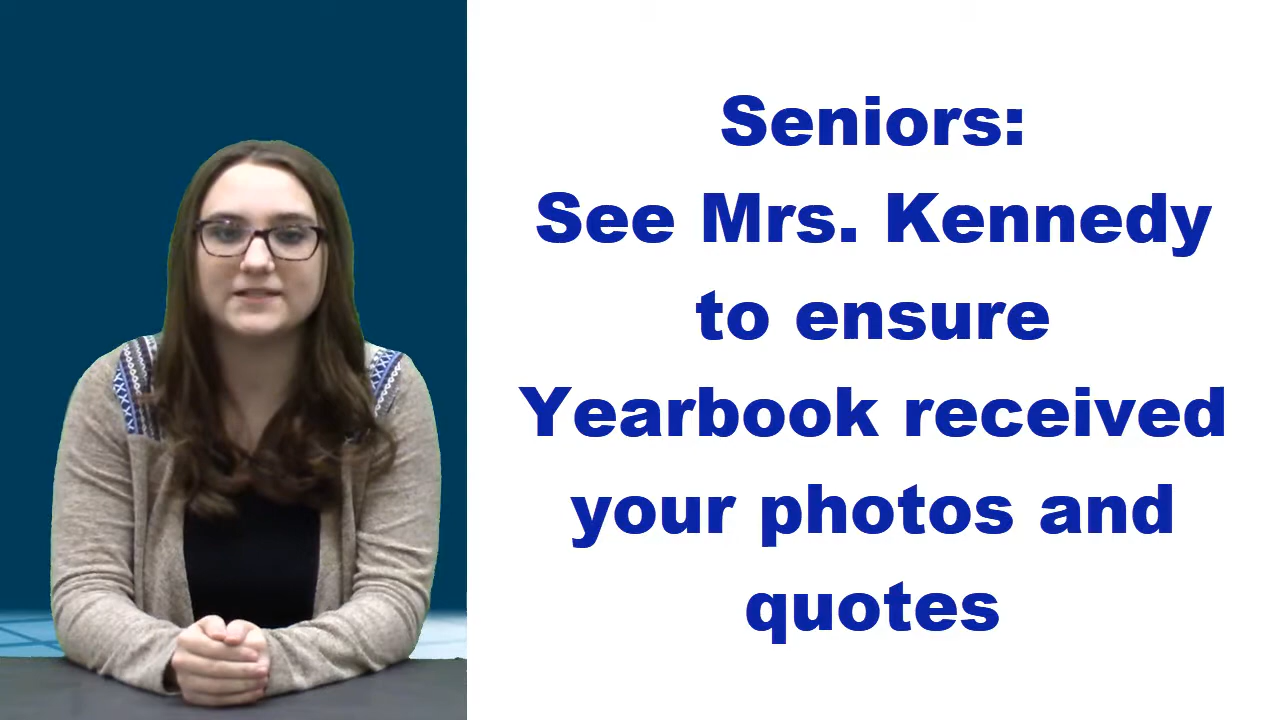 Seniors:
See Mrs. Kennedy
to ensure
Yearbook received
your photos and
quotes